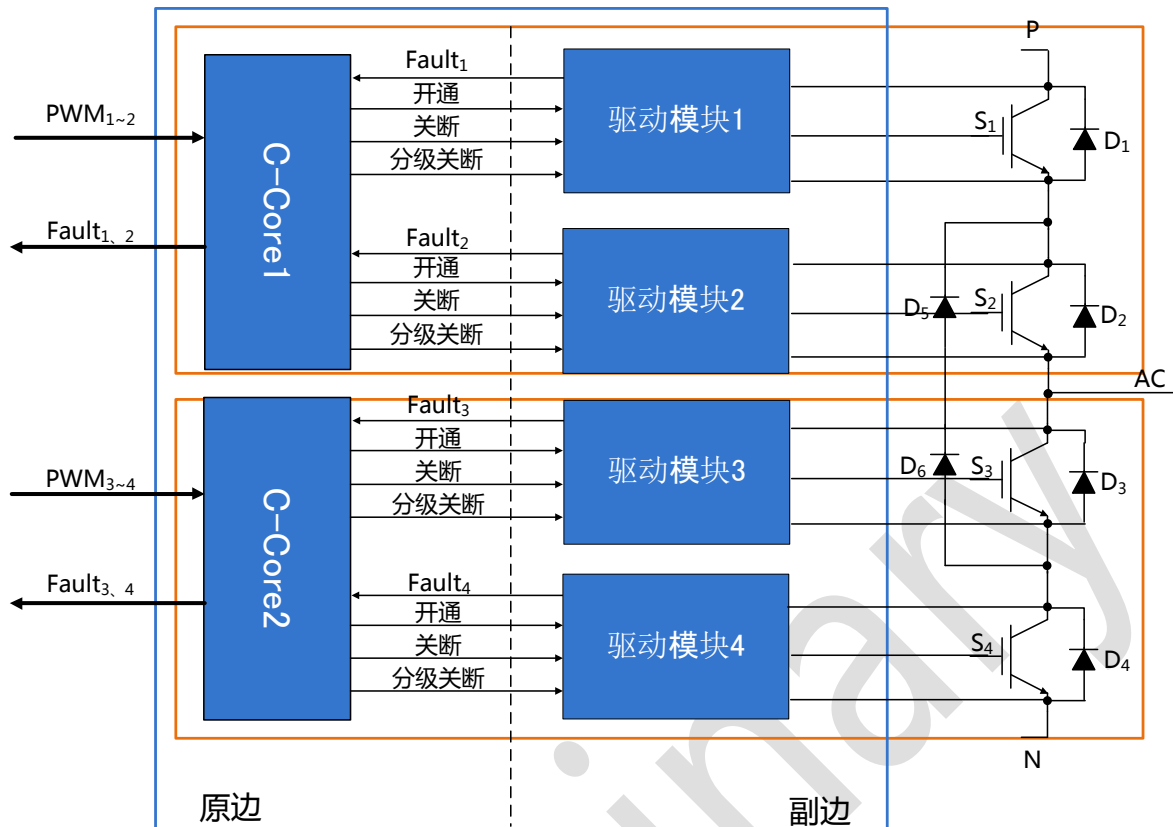 P
Fault₁
开通
关断
分级关断
PWM₁~₂
C-Core1
驱动模块1
S₁
D₁
Fault₁、₂
Fault₂
开通
关断
分级关断
驱动模块2
D₅
S₂
D₂
AC
Fault₃
开通
关断
分级关断
PWM₃~₄
C-Core2
驱动模块3
D₆
S₃
D₃
Fault₃、₄
Fault₄
开通
关断
分级关断
驱动模块4
S₄
D₄
N
原边
副边
inary